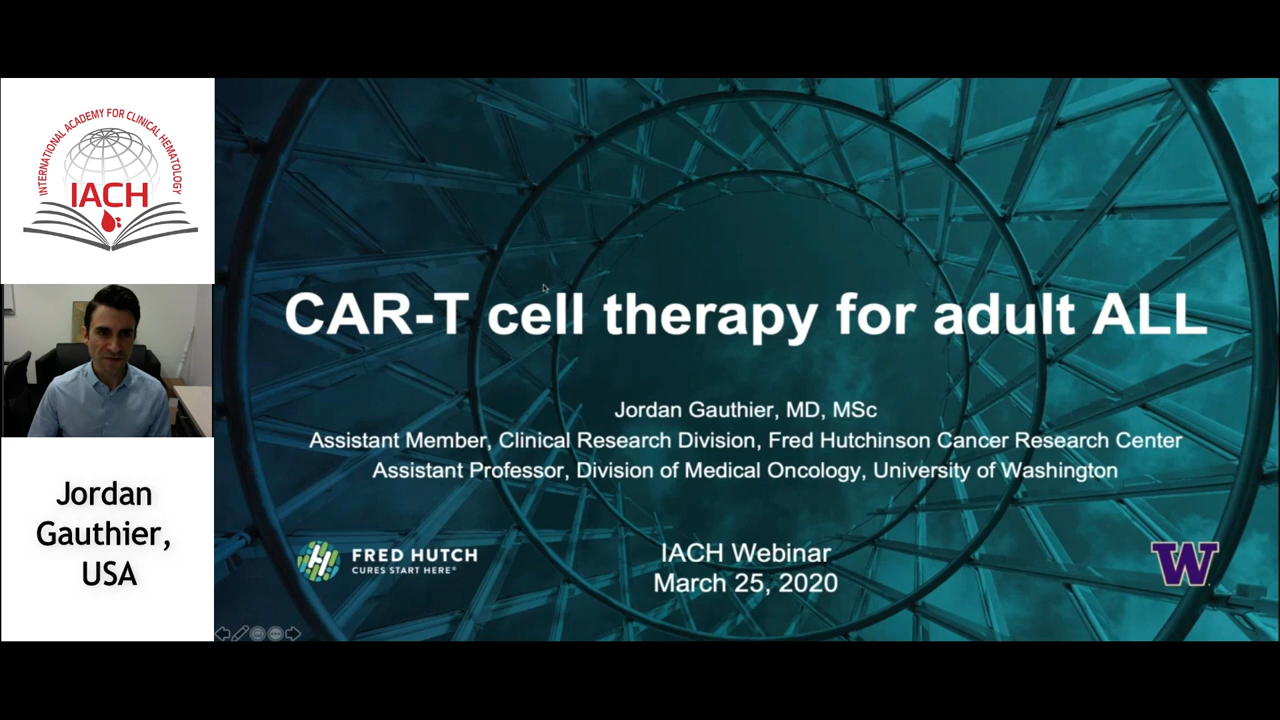 INTERNATIONAL ACADEMY FOR CLINICAL HEMATOLOGY
IACH
Jordan
Gauthier,
USA
CAR-T cell therapy for adult ALL
Jordan Gauthier, MD, MSc
Assistant Member, Clinical Research Division, Fred Hutchinson Cancer Research Center
Assistant Professor, Division of Medical Oncology, University of Washington
FRED HUTCH
CURES START HERE®
IACH Webinar
March 25, 2020
W